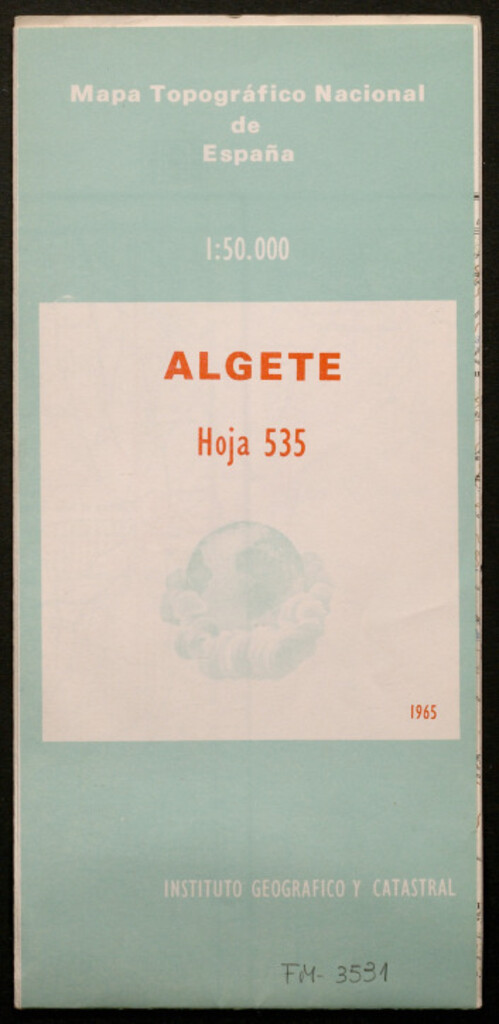 Mapa Topográfico Nacional
de
España
1:50.000
ALGETE
Hoja 535
1965
INSTITUTO GEOGRAFICO Y CATASTRAL
FM- 3531